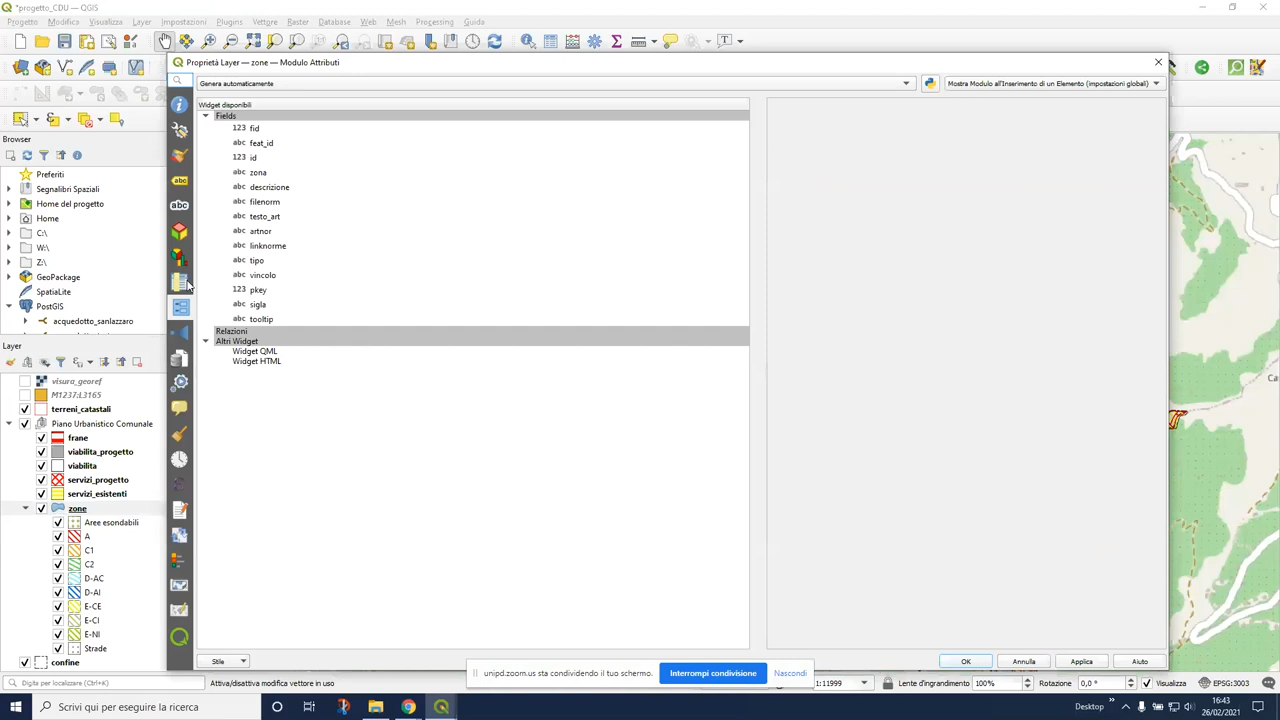 *progetto_CDU — QGIS
Progetto Modifica Visualizza Layer Impostazioni Plugins Vettore Raster Database Web Mesh Processing Guida
Proprietà Layer — zone — Modulo Attributi
Genera automaticamente
Mostra Modulo all'Inserimento di un Elemento (impostazioni globali)
Widget disponibili
Fields
123 fid
abc feat_id
123 id
abc zona
abc descrizione
abc filenorm
abc testo_art
abc artnor
abc linknorme
abc tipo
abc vincolo
123 pkey
abc sigla
abc tooltip
Relazioni
Altri Widget
Widget QML
Widget HTML
abc
abc
Browser
Preferiti
Segnalibri Spaziali
Home del progetto
Home
C:\
W:\
Z:\
GeoPackage
SpatiaLite
PostGIS
acquedotto_sanlazzaro
Layer
visura_georef
M1237:L3165
terreni_catastali
Piano Urbanistico Comunale
frane
viabilita_progetto
viabilita
servizi_progetto
servizi_esistenti
zone
Aree esondabili
A
C1
C2
D-AC
D-AI
E-CE
E-CI
E-NI
Strade
confine
Ca
Stile
OK
Annulla
Applica
Aiuto
unipd.zoom.us sta condividendo il tuo schermo.
Interrompi condivisione
Nascondi
Digita per localizzare (Ctrl+K)
Attiva/disattiva modifica vettore in uso
1:11999
Lente d'ingrandimento 100%
Rotazione 0,0 °
Visualizza
EPSG:3003
Scrivi qui per eseguire la ricerca
Desktop
16:43
26/02/2021